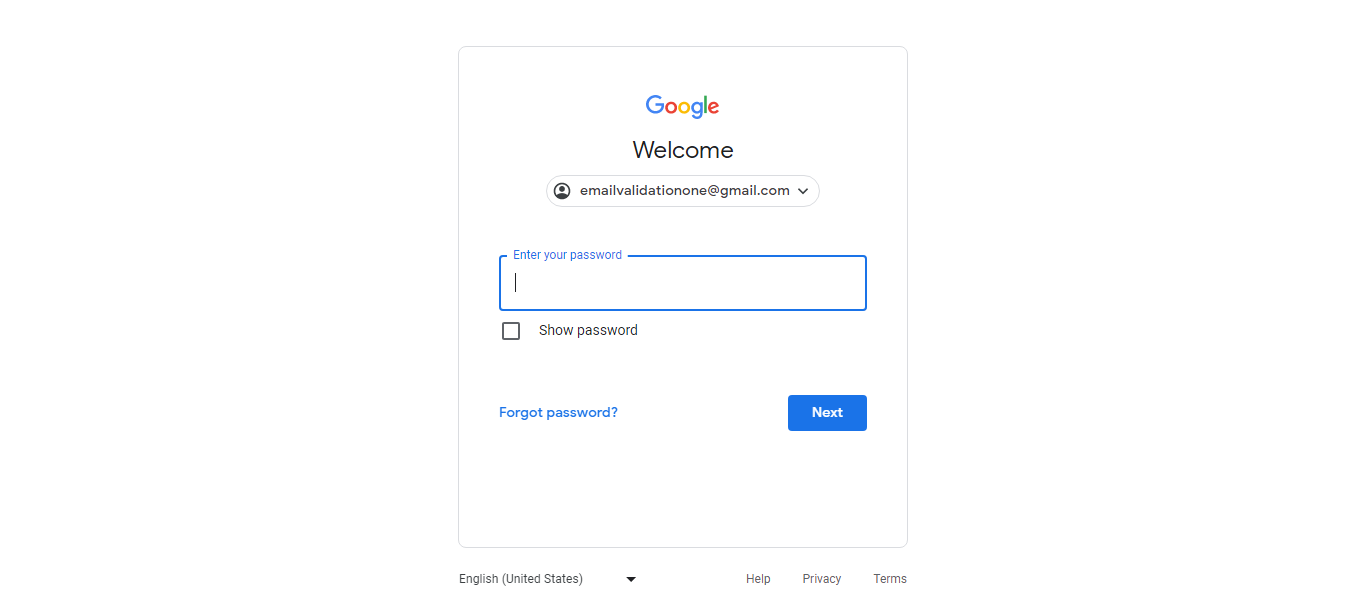 Google
Welcome
emailvalidationone@gmail.com
Enter your password
Show password
Forgot password?
Next
English (United States)
Help
Privacy
Terms